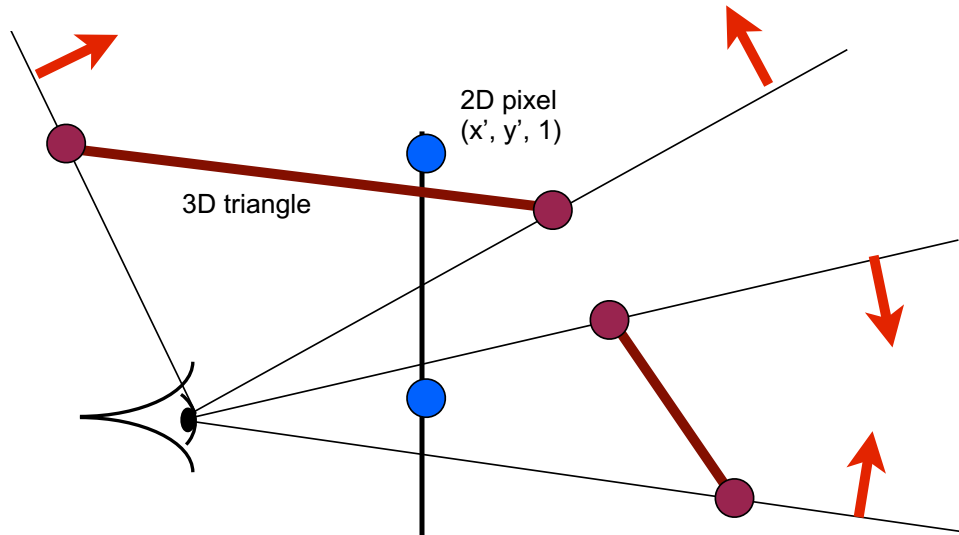 2D pixel
(x’, y’, 1)
3D triangle